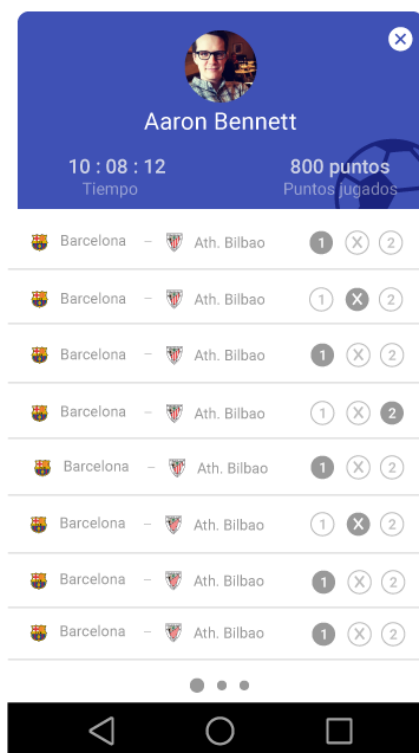 Aaron Bennett
10 : 08 : 12 800 puntos
Tiempo Puntos jugados
Barcelona – Ath. Bilbao 1 X 2
Barcelona – Ath. Bilbao 1 X 2
Barcelona – Ath. Bilbao 1 X 2
Barcelona – Ath. Bilbao 1 X 2
Barcelona – Ath. Bilbao 1 X 2
Barcelona – Ath. Bilbao 1 X 2
Barcelona – Ath. Bilbao 1 X 2
Barcelona – Ath. Bilbao 1 X 2